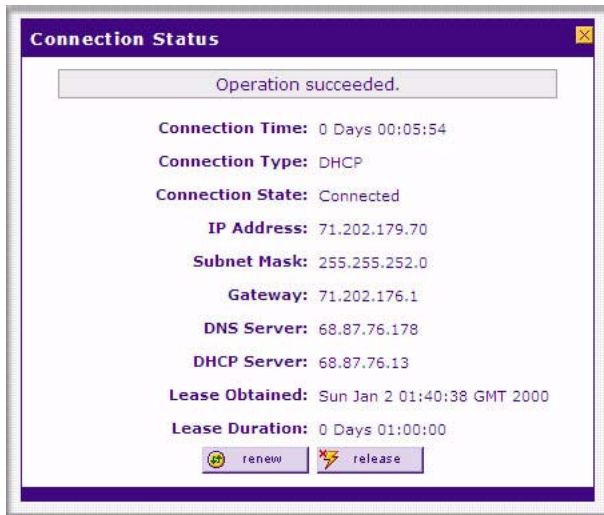 Connection Status
Operation succeeded.
Connection Time: 0 Days 00:05:54
Connection Type: DHCP
Connection State: Connected
IP Address: 71.202.179.70
Subnet Mask: 255.255.252.0
Gateway: 71.202.176.1
DNS Server: 68.87.76.178
DHCP Server: 68.87.76.13
Lease Obtained: Sun Jan 2 01:40:38 GMT 2000
Lease Duration: 0 Days 01:00:00
renew release